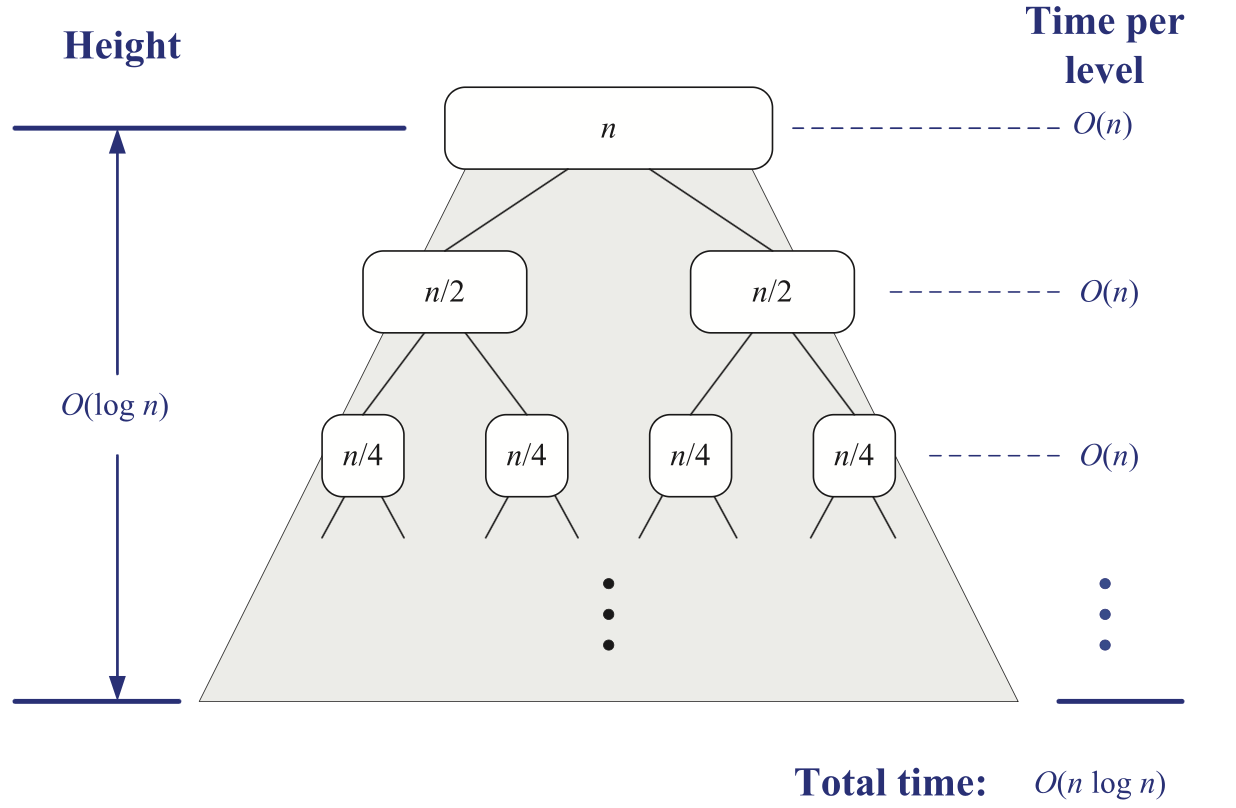 Height
Time per
level
n
O(n)
n/2
n/2
O(n)
O(log n)
n/4
n/4
n/4
n/4
O(n)
Total time:
O(n log n)